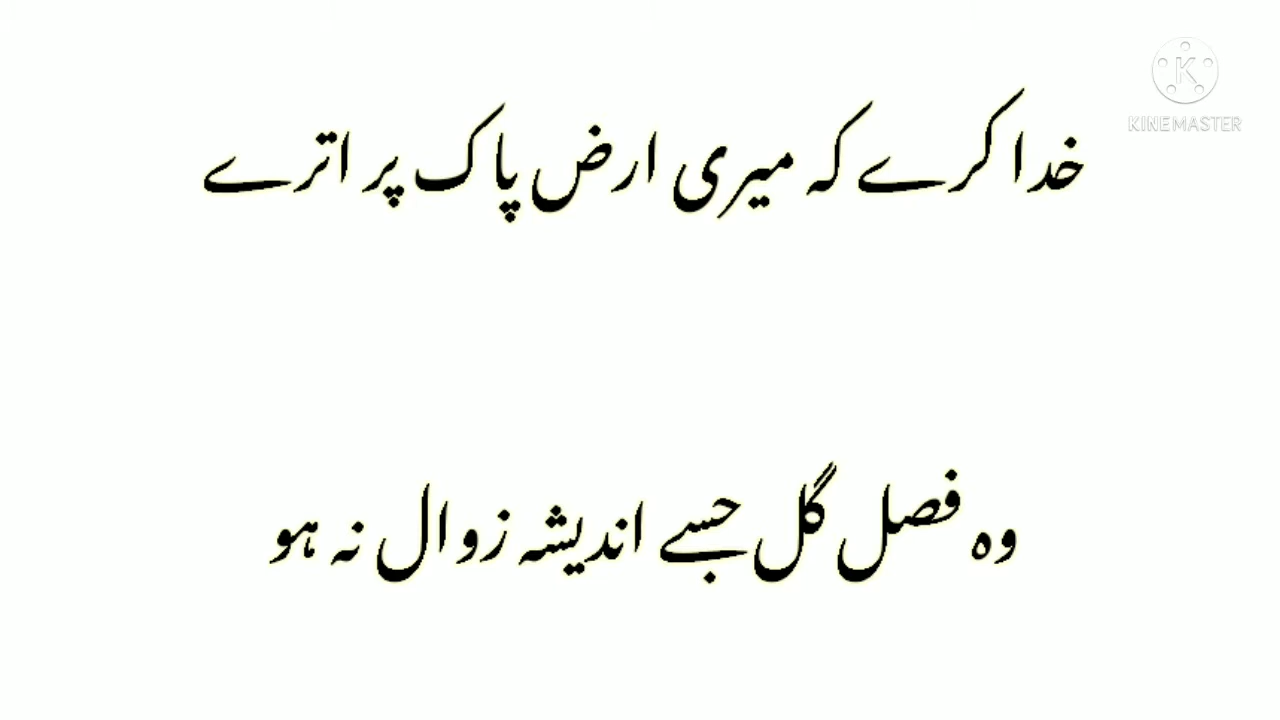 KINEMASTER
خدا کرے کہ میری ارض پاک پر اترے
وہ فصل گل جسے اندیشہ زوال نہ ہو